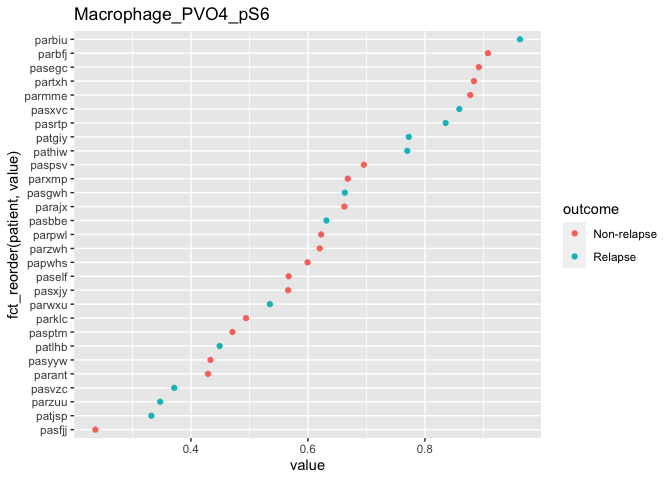 Macrophage_PVO4_pS6
fct_reorder(patient, value)
parbiu
parbfj
pasegc
partxh
parmme
pasxvc
pasrtp
patgiy
pathiw
paspsv
parxmp
pasgwh
parajx
pasbbe
parpwl
parzwh
papwhs
paself
pasxjy
parwxu
parklc
pasptm
patlhb
pasyyw
parant
pasvzc
parzuu
patjsp
pasfjj
0.4 0.6 0.8
value
outcome
Non-relapse
Relapse